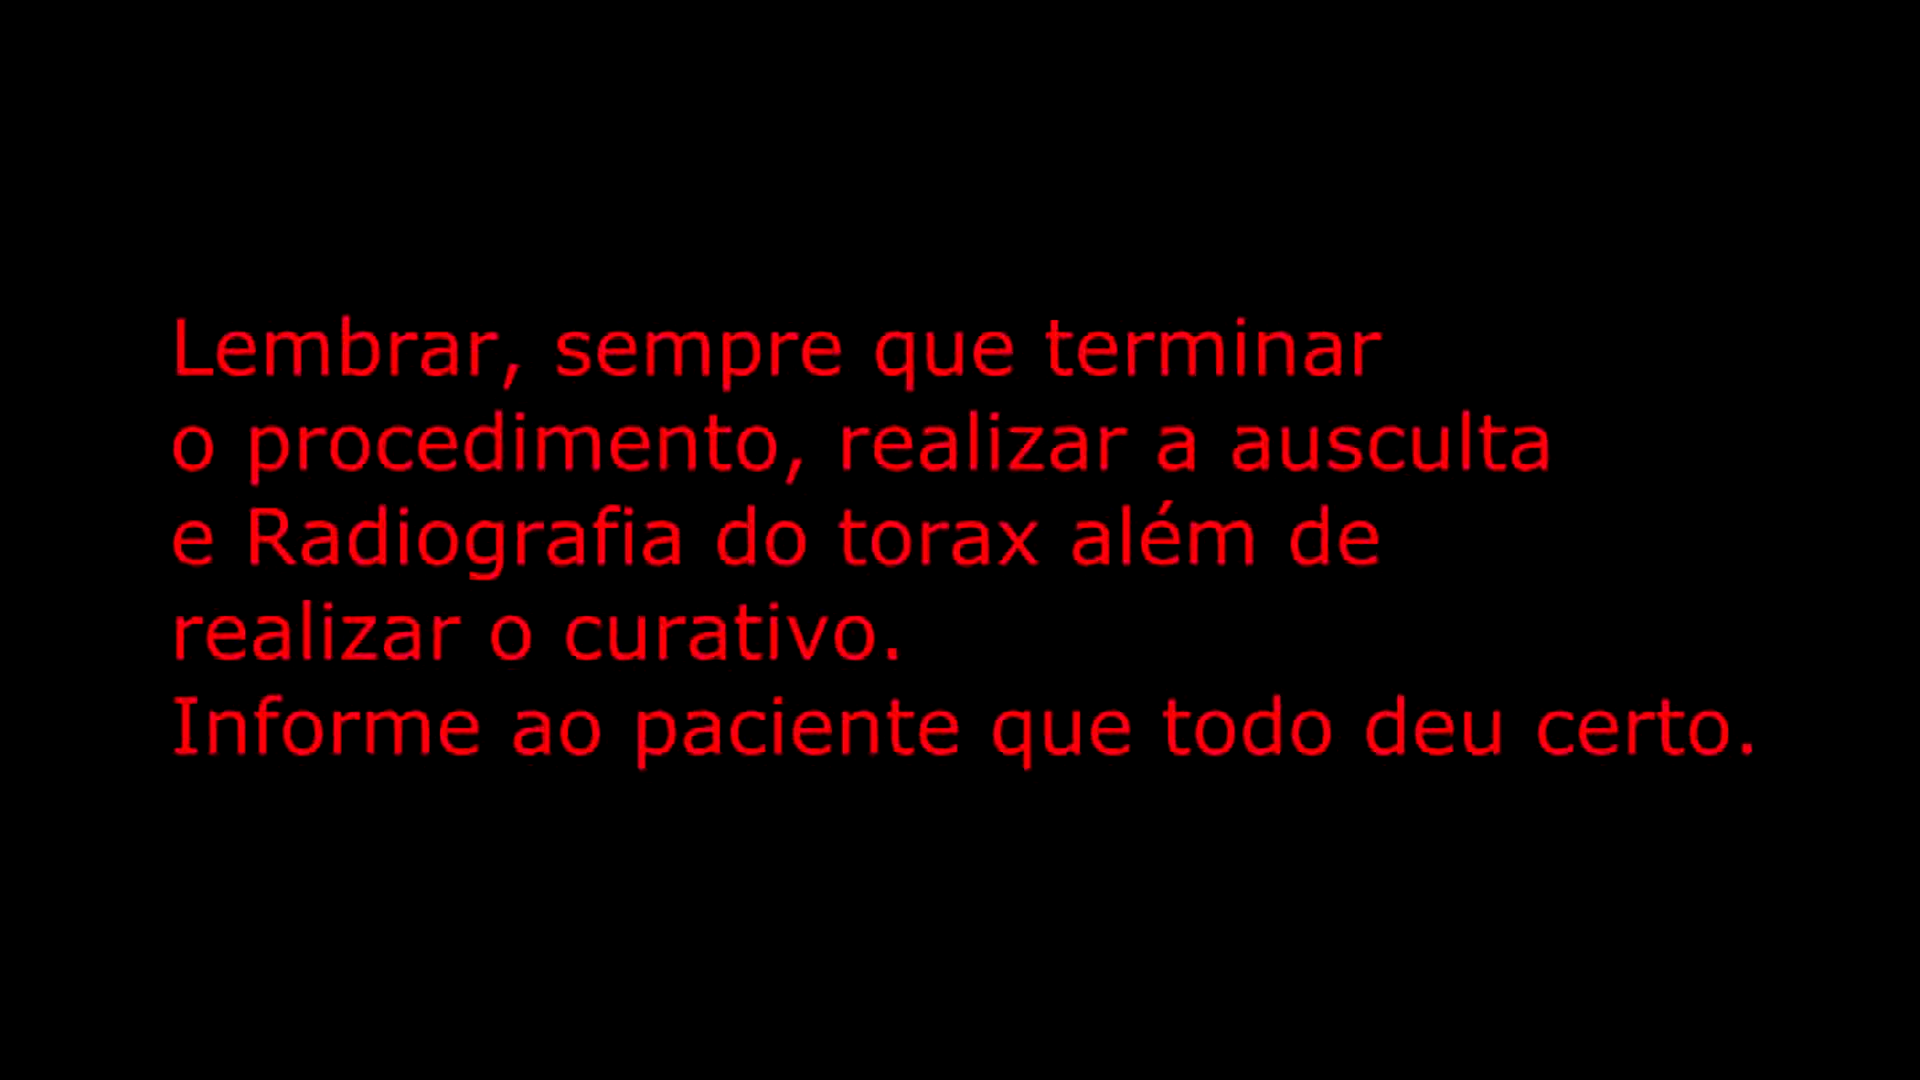 Lembrar, sempre que terminar
o procedimento, realizar a ausculta
e Radiografia do torax além de
realizar o curativo.
Informe ao paciente que todo deu certo.